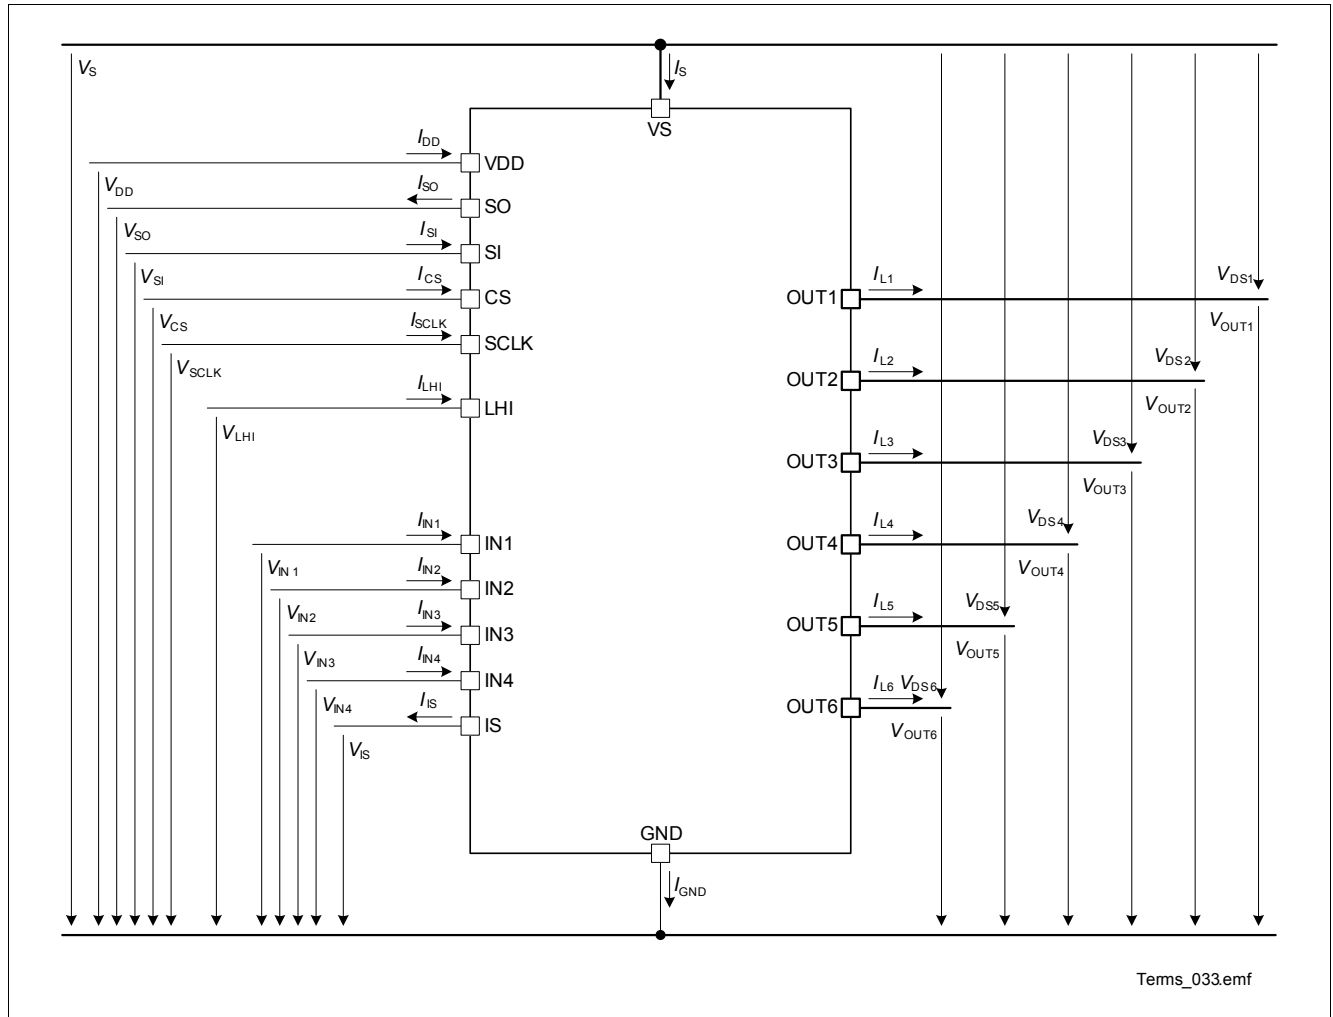 VS
IS
VS
IDD
VDD
VDD
ISO
SO
VSO
ISI
SI
VSI
ICS
CS
VCS
ISCLK
SCLK
VSCLK
ILHI
LHI
VLHI
IIN1
IN1
VIN1
IIN2
IN2
VIN2
IIN3
IN3
VIN3
IIN4
IN4
VIN4
IIS
IS
VIS
OUT1
IL1
VDS1
VOUT1
OUT2
IL2
VDS2
VOUT2
OUT3
IL3
VDS3
VOUT3
OUT4
IL4
VDS4
VOUT4
OUT5
IL5
VDS5
VOUT5
OUT6
IL6
VDS6
VOUT6
GND
IGND
Terms_033.emf